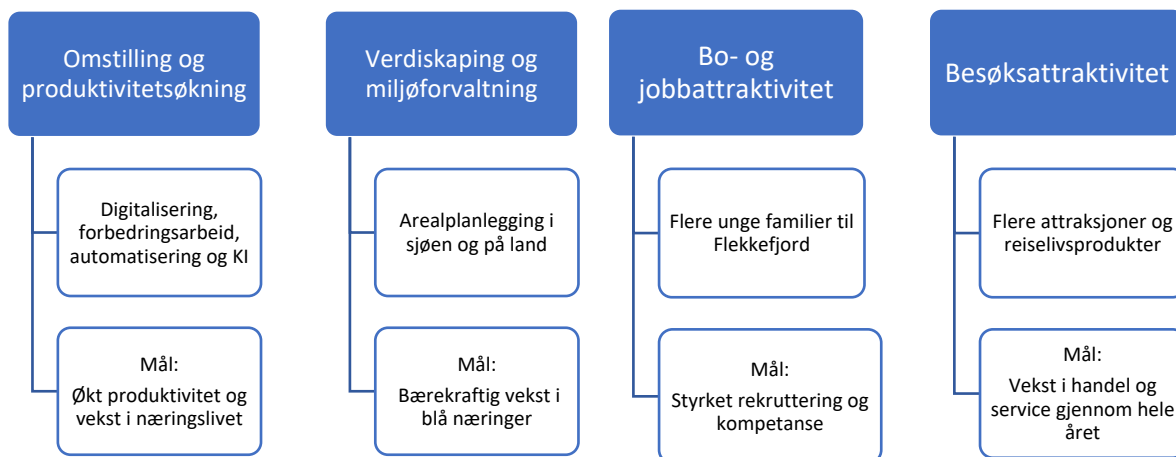 Omstilling og
produktivitetsøkning
Digitalisering,
forbedringsarbeid,
automatisering og KI
Mål:
Økt produktivitet og
vekst i næringslivet
Verdiskaping og
miljøforvaltning
Arealplanlegging i
sjøen og på land
Mål:
Bærekraftig vekst i
blå næringer
Bo- og
jobbattraktivitet
Flere unge familier til
Flekkefjord
Mål:
Styrket rekruttering og
kompetanse
Besøksattraktivitet
Flere attraksjoner og
reiselivsprodukter
Mål:
Vekst i handel og
service gjennom hele
året